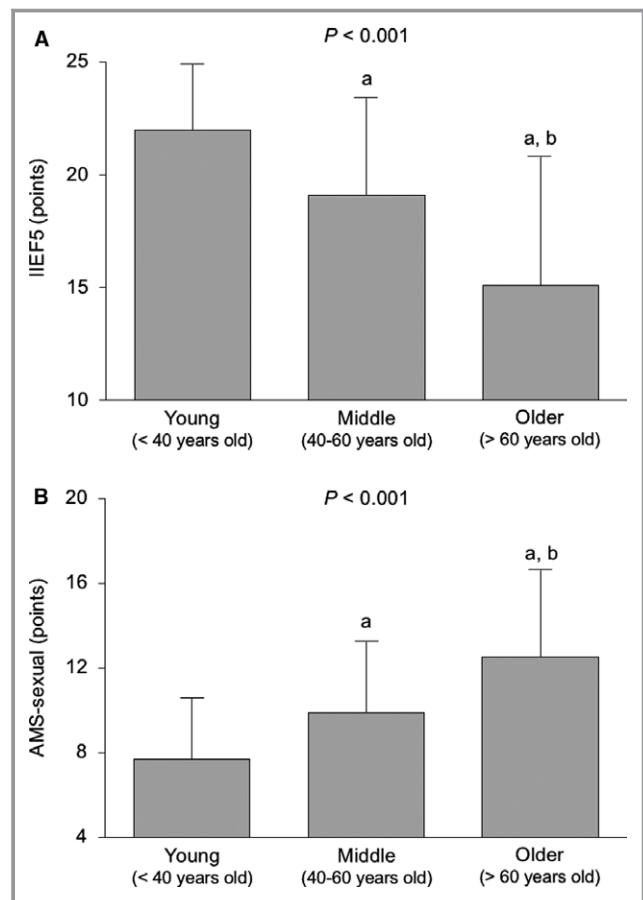 A
P < 0.001
25
20
15
10
IIEF5 (points)
a
a, b
Young
(< 40 years old)
Middle
(40-60 years old)
Older
(> 60 years old)
B
P < 0.001
20
16
12
8
4
AMS-sexual (points)
a
a, b
Young
(< 40 years old)
Middle
(40-60 years old)
Older
(> 60 years old)